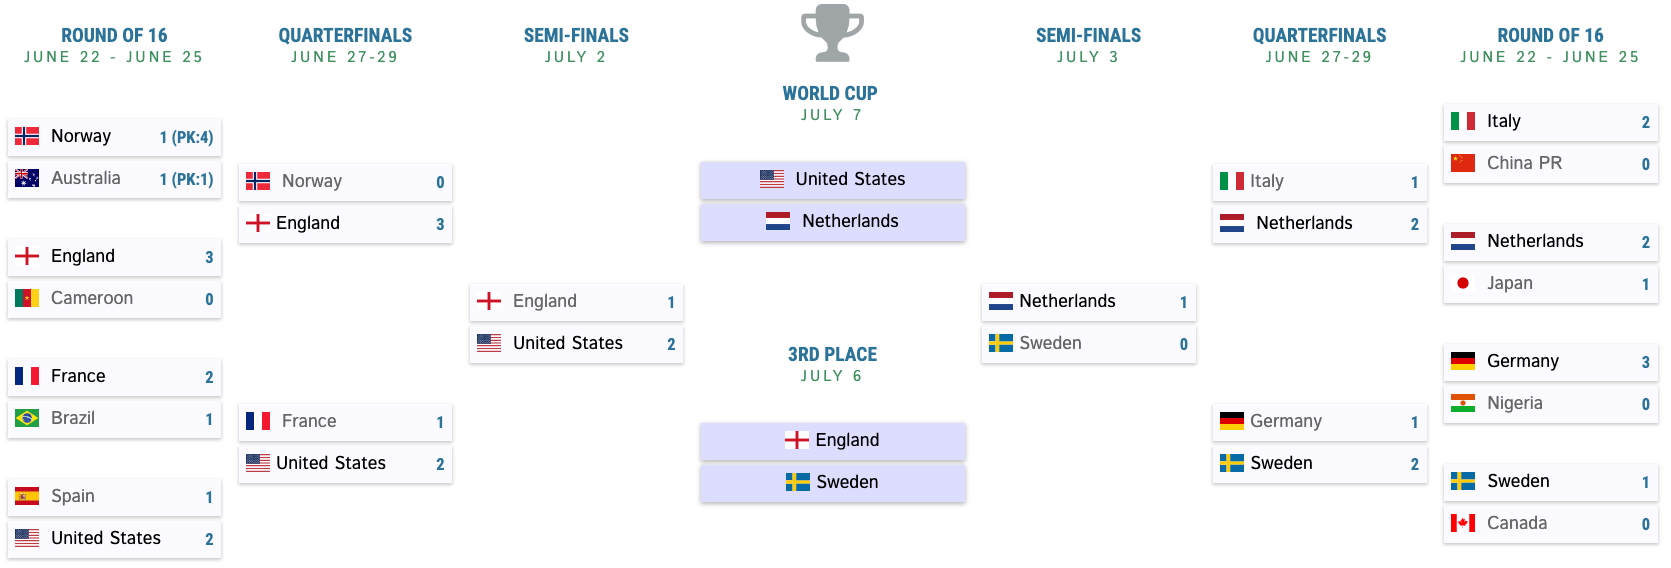 ROUND OF 16
JUNE 22 - JUNE 25
Norway 1 (PK:4)
Australia 1 (PK:1)
England 3
Cameroon 0
France 2
Brazil 1
Spain 1
United States 2
QUARTERFINALS
JUNE 27-29
Norway 0
England 3
France 1
United States 2
SEMI-FINALS
JULY 2
England 1
United States 2
WORLD CUP
JULY 7
United States
Netherlands
3RD PLACE
JULY 6
England
Sweden
SEMI-FINALS
JULY 3
Netherlands 1
Sweden 0
QUARTERFINALS
JUNE 27-29
Italy 1
Netherlands 2
Germany 1
Sweden 2
ROUND OF 16
JUNE 22 - JUNE 25
Italy 2
China PR 0
Netherlands 2
Japan 1
Germany 3
Nigeria 0
Sweden 1
Canada 0